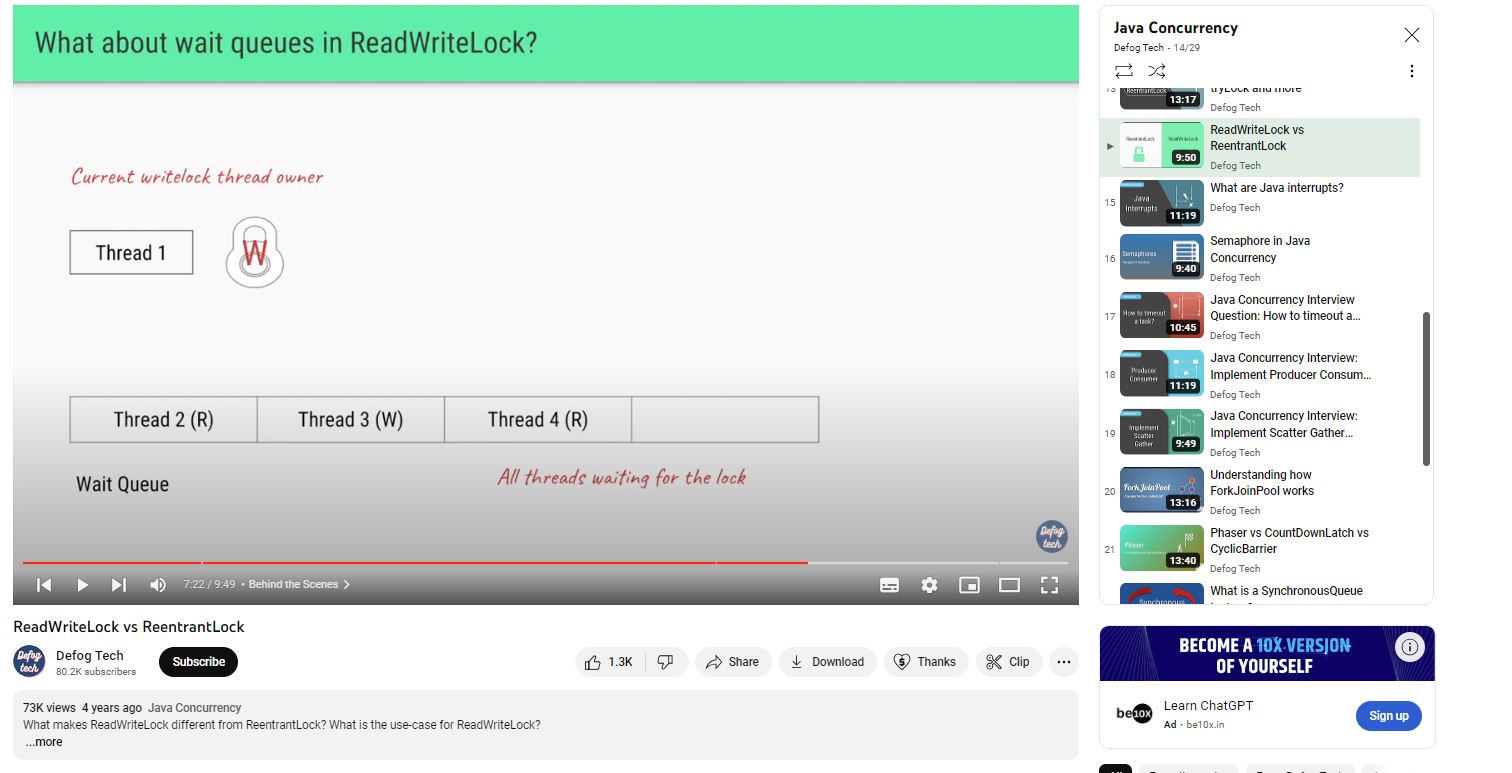 What about wait queues in ReadWriteLock?
Current writelock thread owner
Thread 1
W
Thread 2 (R) Thread 3 (W) Thread 4 (R)
Wait Queue
All threads waiting for the lock
Defog
tech
7:22 / 9:49 • Behind the Scenes
ReadWriteLock vs ReentrantLock
Defog
tech
Defog Tech
80.2K subscribers
Subscribe
1.3K
Share
Download
Thanks
Clip
73K views 4 years ago Java Concurrency
What makes ReadWriteLock different from ReentrantLock? What is the use-case for ReadWriteLock?
...more
Java Concurrency
Defog Tech - 14/29
13
ReentrantLock
13:17
tryLock and more
Defog Tech
ReentrantLock ReadWriteLock
9:50
ReadWriteLock vs
ReentrantLock
Defog Tech
15
Java
Interrupts
11:19
What are Java interrupts?
Defog Tech
16
Semaphores
9:40
Semaphore in Java
Concurrency
Defog Tech
17
How to timeout
a task?
10:45
Java Concurrency Interview
Question: How to timeout a...
Defog Tech
18
Producer
Consumer
11:19
Java Concurrency Interview:
Implement Producer Consum...
Defog Tech
19
Implement
Scatter
Gather
9:49
Java Concurrency Interview:
Implement Scatter Gather...
Defog Tech
20
ForkJoinPool
13:16
Understanding how
ForkJoinPool works
Defog Tech
21
Phaser
13:40
Phaser vs CountDownLatch vs
CyclicBarrier
Defog Tech
Synchronous
What is a SynchronousQueue
BECOME A 10X VERSION
OF YOURSELF
be10X
Learn ChatGPT
Ad · be10x.in
Sign up